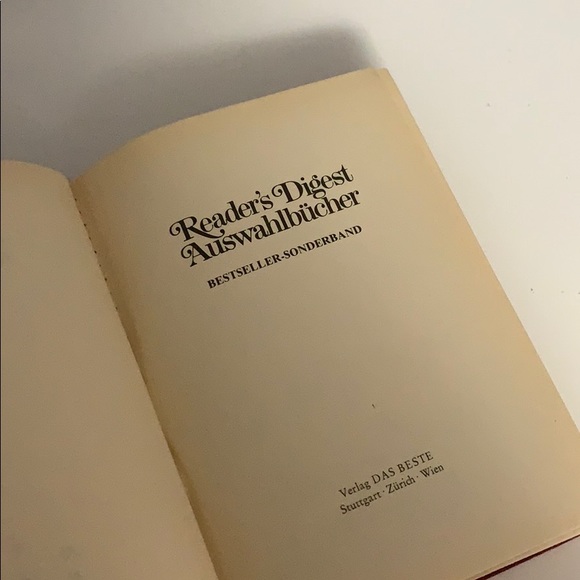 Reader's Digest
Auswahlbücher
BESTSELLER-SONDERBAND
Verlag DAS BESTE
Stuttgart · Zürich · Wien